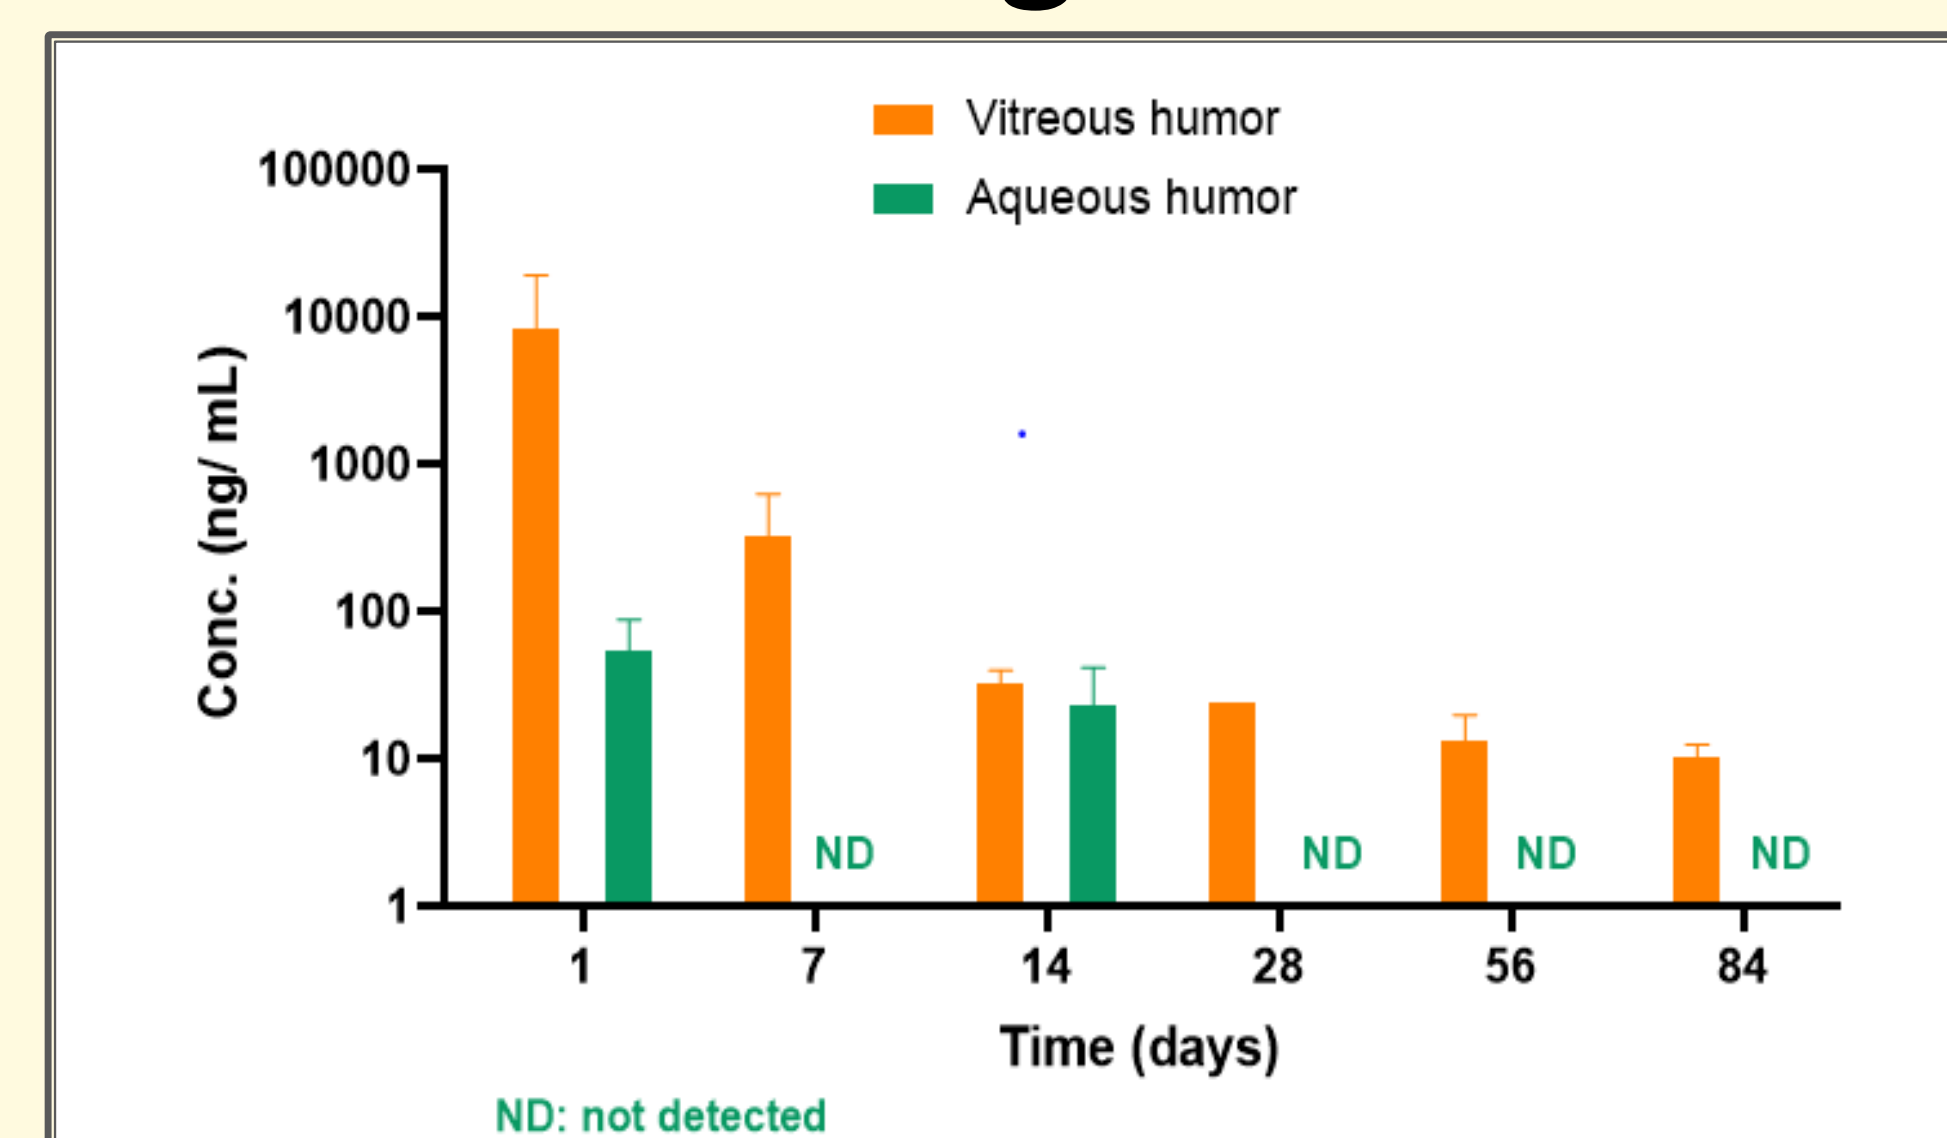 Vitreous humor
Aqueous humor
100000
10000
1000
100
10
1
Conc. (ng/ mL)
ND
ND
ND
ND
1 7 14 28 56 84
Time (days)
ND: not detected